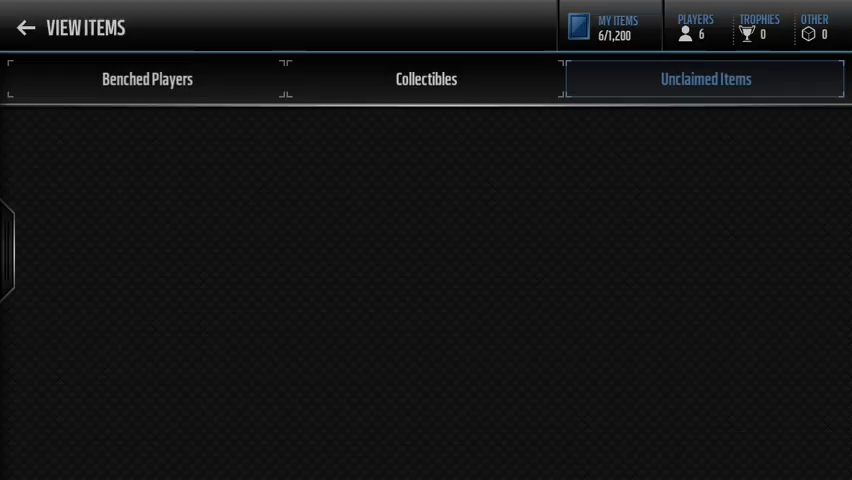 VIEW ITEMS
MY ITEMS
6/1,200
PLAYERS
6
TROPHIES
0
OTHER
0
Benched Players
Collectibles
Unclaimed Items